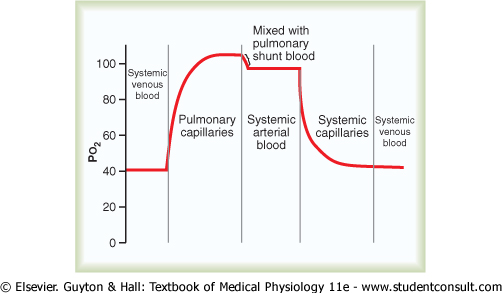 Mixed with
pulmonary
shunt blood
100
80
60
40
20
0
PO2
Systemic
venous
blood
Pulmonary
capillaries
Systemic
arterial
blood
Systemic
capillaries
Systemic
venous
blood
© Elsevier. Guyton & Hall: Textbook of Medical Physiology 11e - www.studentconsult.com